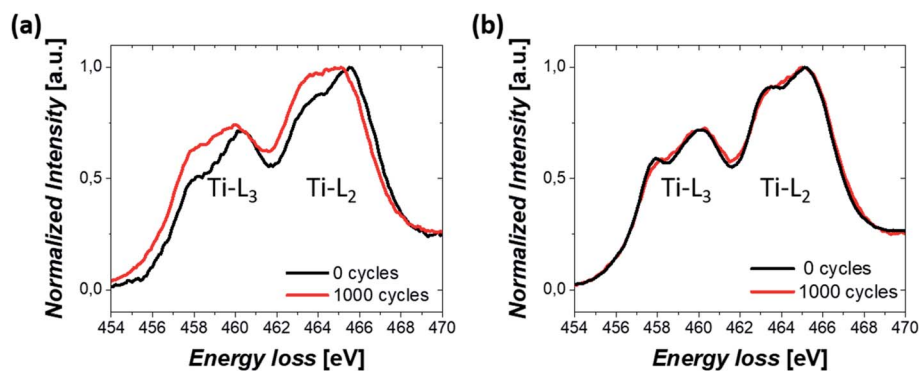 (a)
Normalized Intensity [a.u.]
1,0
0,5
0,0
Ti-L3
Ti-L2
0 cycles
1000 cycles
454 456 458 460 462 464 466 468 470
Energy loss [eV]
(b)
Normalized Intensity [a.u.]
1,0
0,5
0,0
Ti-L3
Ti-L2
0 cycles
1000 cycles
454 456 458 460 462 464 466 468 470
Energy loss [eV]